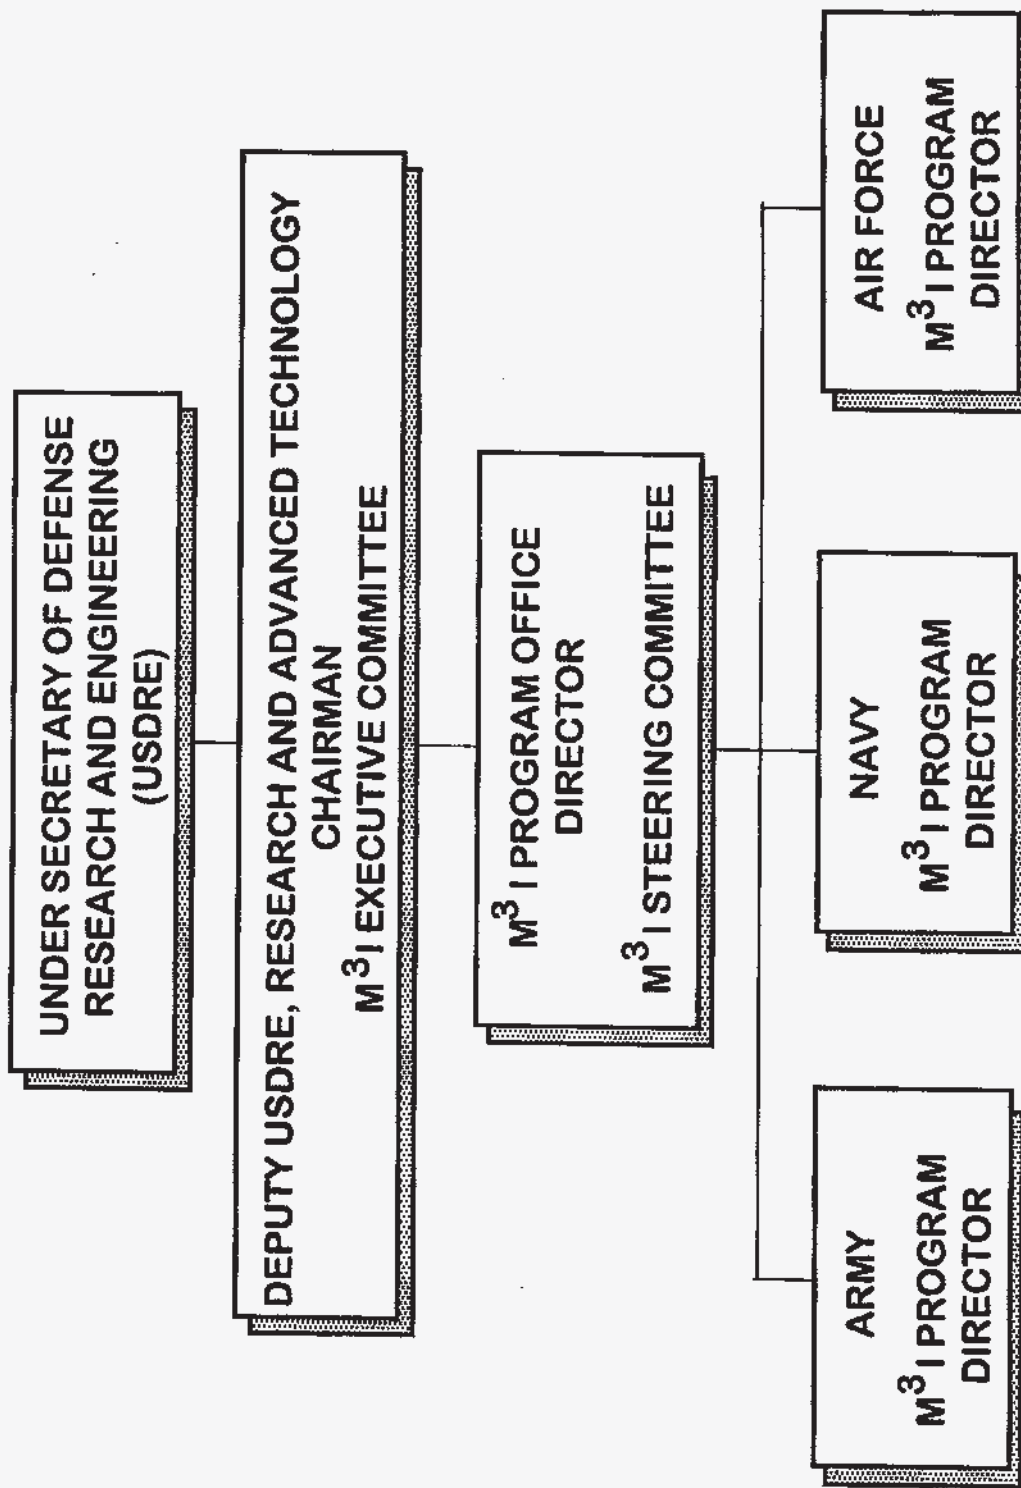 UNDER SECRETARY OF DEFENSE
RESEARCH AND ENGINEERING
(USDRE)
DEPUTY USDRE, RESEARCH AND ADVANCED TECHNOLOGY
CHAIRMAN
M³I EXECUTIVE COMMITTEE
M³I PROGRAM OFFICE
DIRECTOR
M³I STEERING COMMITTEE
ARMY
M³I PROGRAM
DIRECTOR
NAVY
M³I PROGRAM
DIRECTOR
AIR FORCE
M³I PROGRAM
DIRECTOR